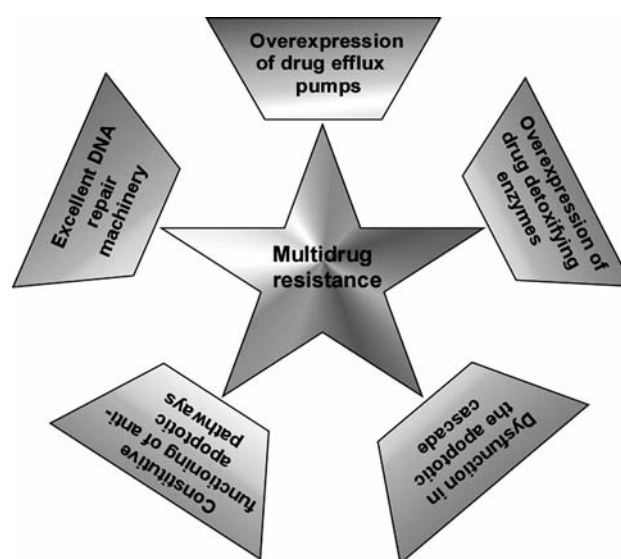 Overexpression
of drug efflux
pumps
Overexpression of
drug detoxifying
enzymes
Dysfunction in
the apoptotic
cascade
Constitutive
functioning of anti-
apoptotic
pathways
Excellent DNA
repair
machinery
Multidrug
resistance